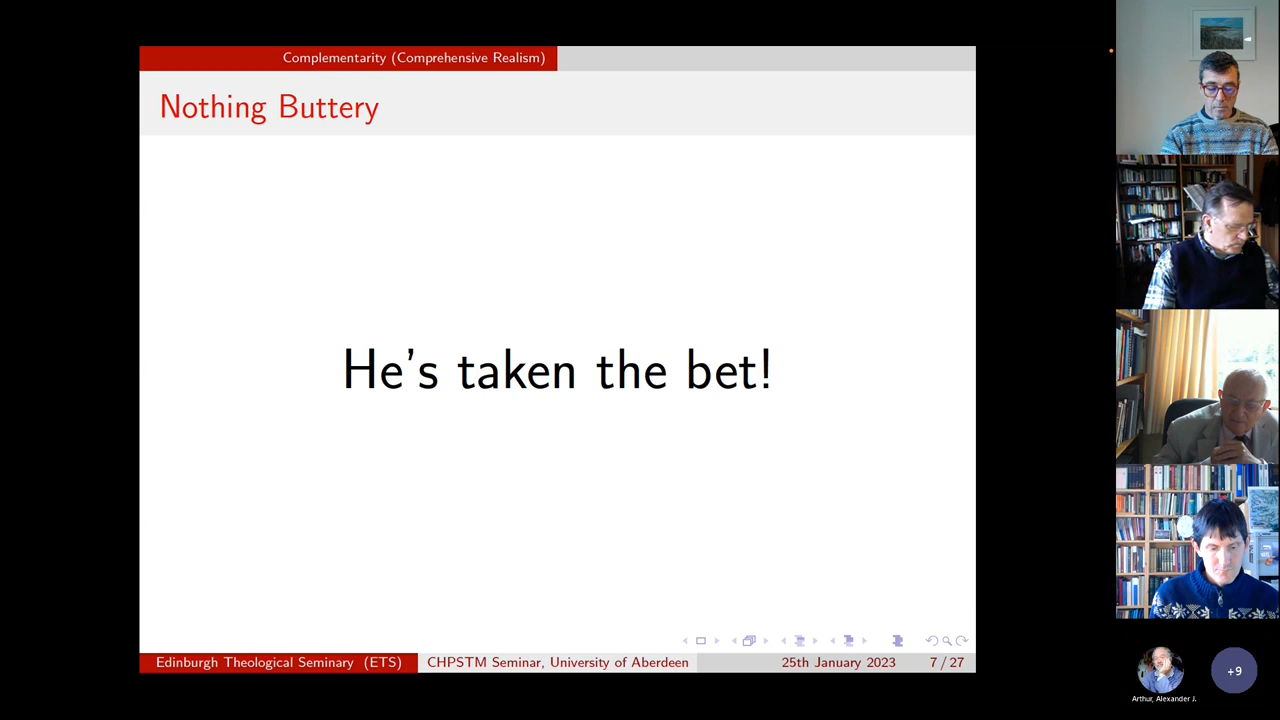 Complementarity (Comprehensive Realism)
Nothing Buttery
He's taken the bet!
Edinburgh Theological Seminary (ETS) CHPSTM Seminar, University of Aberdeen 25th January 2023 7 / 27
Arthur, Alexander J.
+9